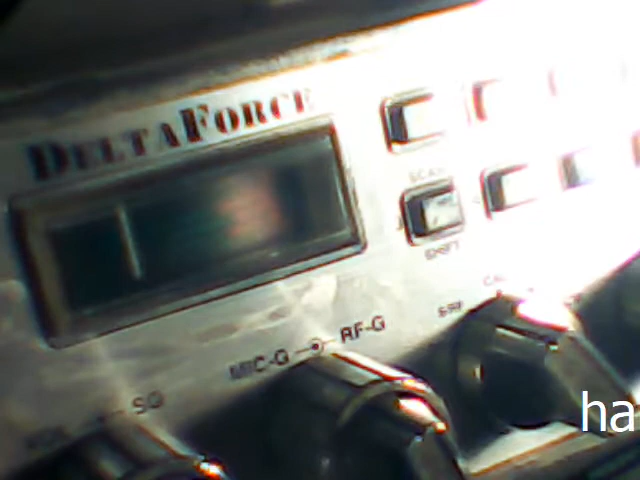 DELTAFORCE
SCAN
SHIFT
MIC-G RF-G
SQ
ha